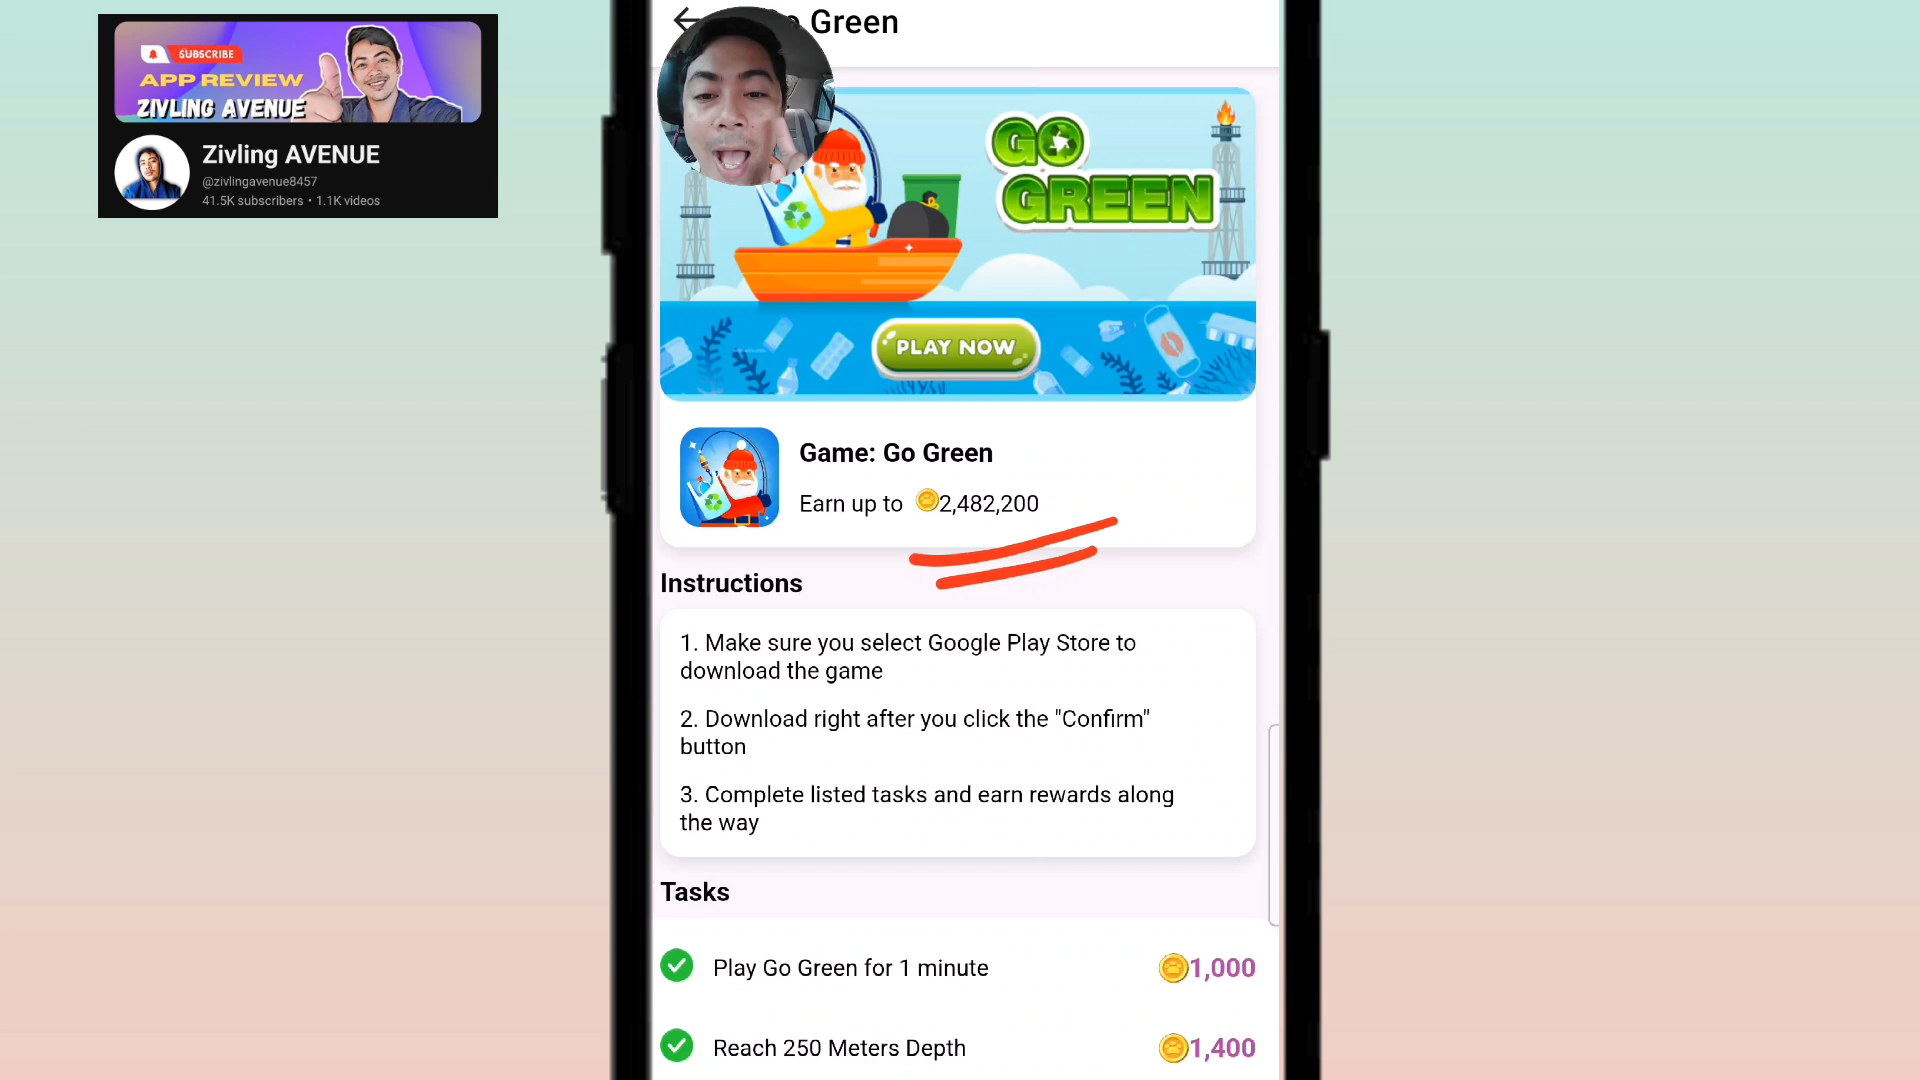 SUBSCRIBE
APP REVIEW
ZIVLING AVENUE
Zivling AVENUE
@zivlingavenue8457
41.5K subscribers • 1.1K videos
Go Green
GO
GREEN
PLAY NOW
Game: Go Green
Earn up to 2,482,200
Instructions
1. Make sure you select Google Play Store to
download the game
2. Download right after you click the "Confirm"
button
3. Complete listed tasks and earn rewards along
the way
Tasks
Play Go Green for 1 minute 1,000
Reach 250 Meters Depth 1,400